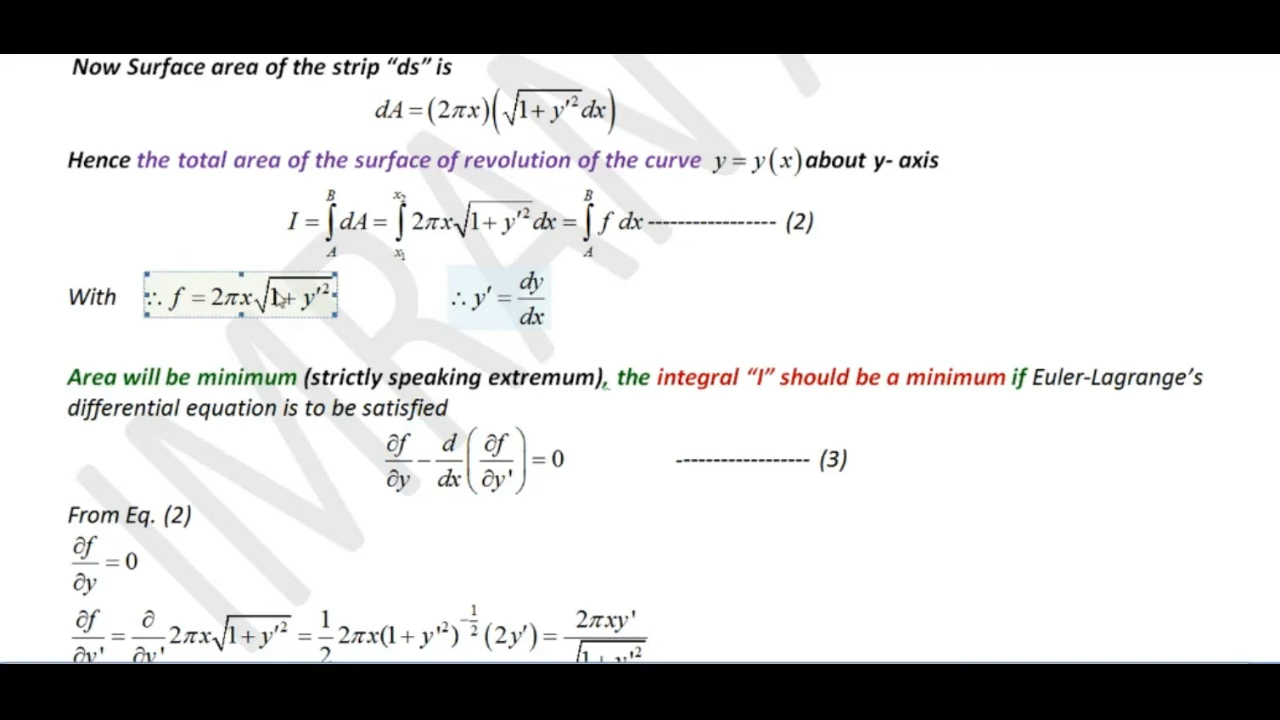 Now Surface area of the strip "ds" is
dA = (2πx)(√(1 + y′²) dx)
Hence the total area of the surface of revolution of the curve y = y(x) about y- axis
I = ∫_A^B dA = ∫_{x₁}^{x₂} 2πx√(1 + y′²) dx = ∫_A^B f dx ----------------- (2)
With ∴ f = 2πx√(1 + y′²) ∴ y′ = dy/dx
Area will be minimum (strictly speaking extremum), the integral "I" should be a minimum if Euler-Lagrange's
differential equation is to be satisfied
∂f/∂y − d/dx (∂f/∂y') = 0 ----------------- (3)
From Eq. (2)
∂f/∂y = 0
∂f/∂y' = ∂/∂y' 2πx√(1 + y′²) = 1/2 2πx(1 + y′²)^(−1/2) (2y′) = 2πxy'/√(1 + y′²)
IMRAN